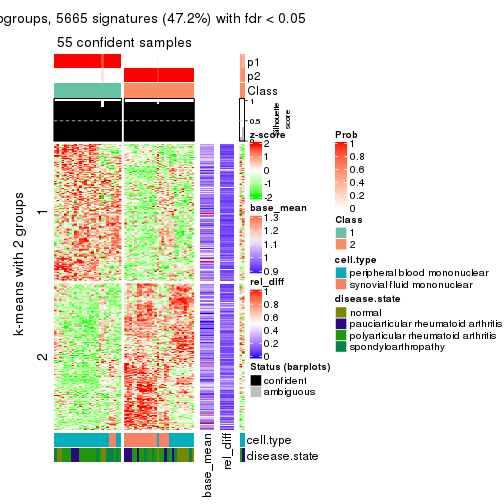 ogroups, 5665 signatures (47.2%) with fdr < 0.05
55 confident samples
p1
p2
Class
1
0.5
0
Silhouette
score
k-means with 2 groups
1
2
z-score
2
1
0
-1
-2
base_mean
1.3
1.2
1.1
1
0.9
rel_diff
1
0.8
0.6
0.4
0.2
0
Status (barplots)
confident
ambiguous
Prob
1
0.8
0.6
0.4
0.2
0
Class
1
2
cell.type
peripheral blood mononuclear
synovial fluid mononuclear
disease.state
normal
pauciarticular rheumatoid arthritis
polyarticular rheumatoid arthritis
spondyloarthropathy
cell.type
disease.state
base_mean
rel_diff